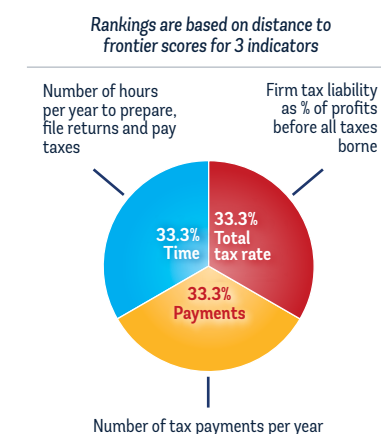 Rankings are based on distance to
frontier scores for 3 indicators
Number of hours
per year to prepare,
file returns and pay
taxes
Firm tax liability
as % of profits
before all taxes
borne
33.3%
Time
33.3%
Total
tax rate
33.3%
Payments
Number of tax payments per year